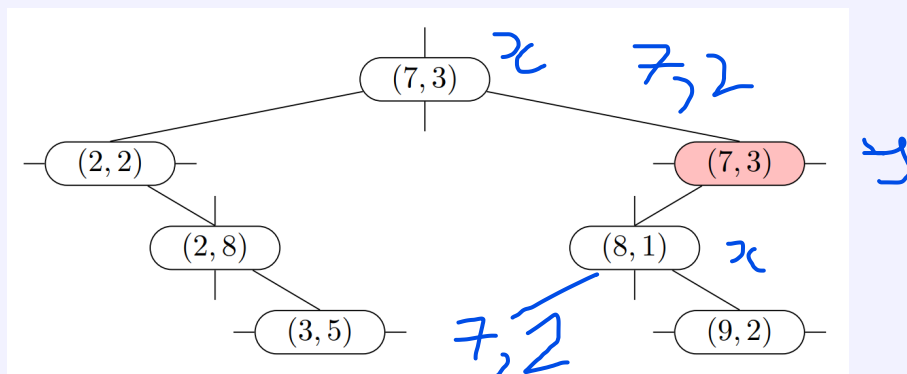 (7, 3) x 7,2
(2, 2) (7, 3) y
(2, 8) (8, 1) x
(3, 5) 7,2 (9, 2)